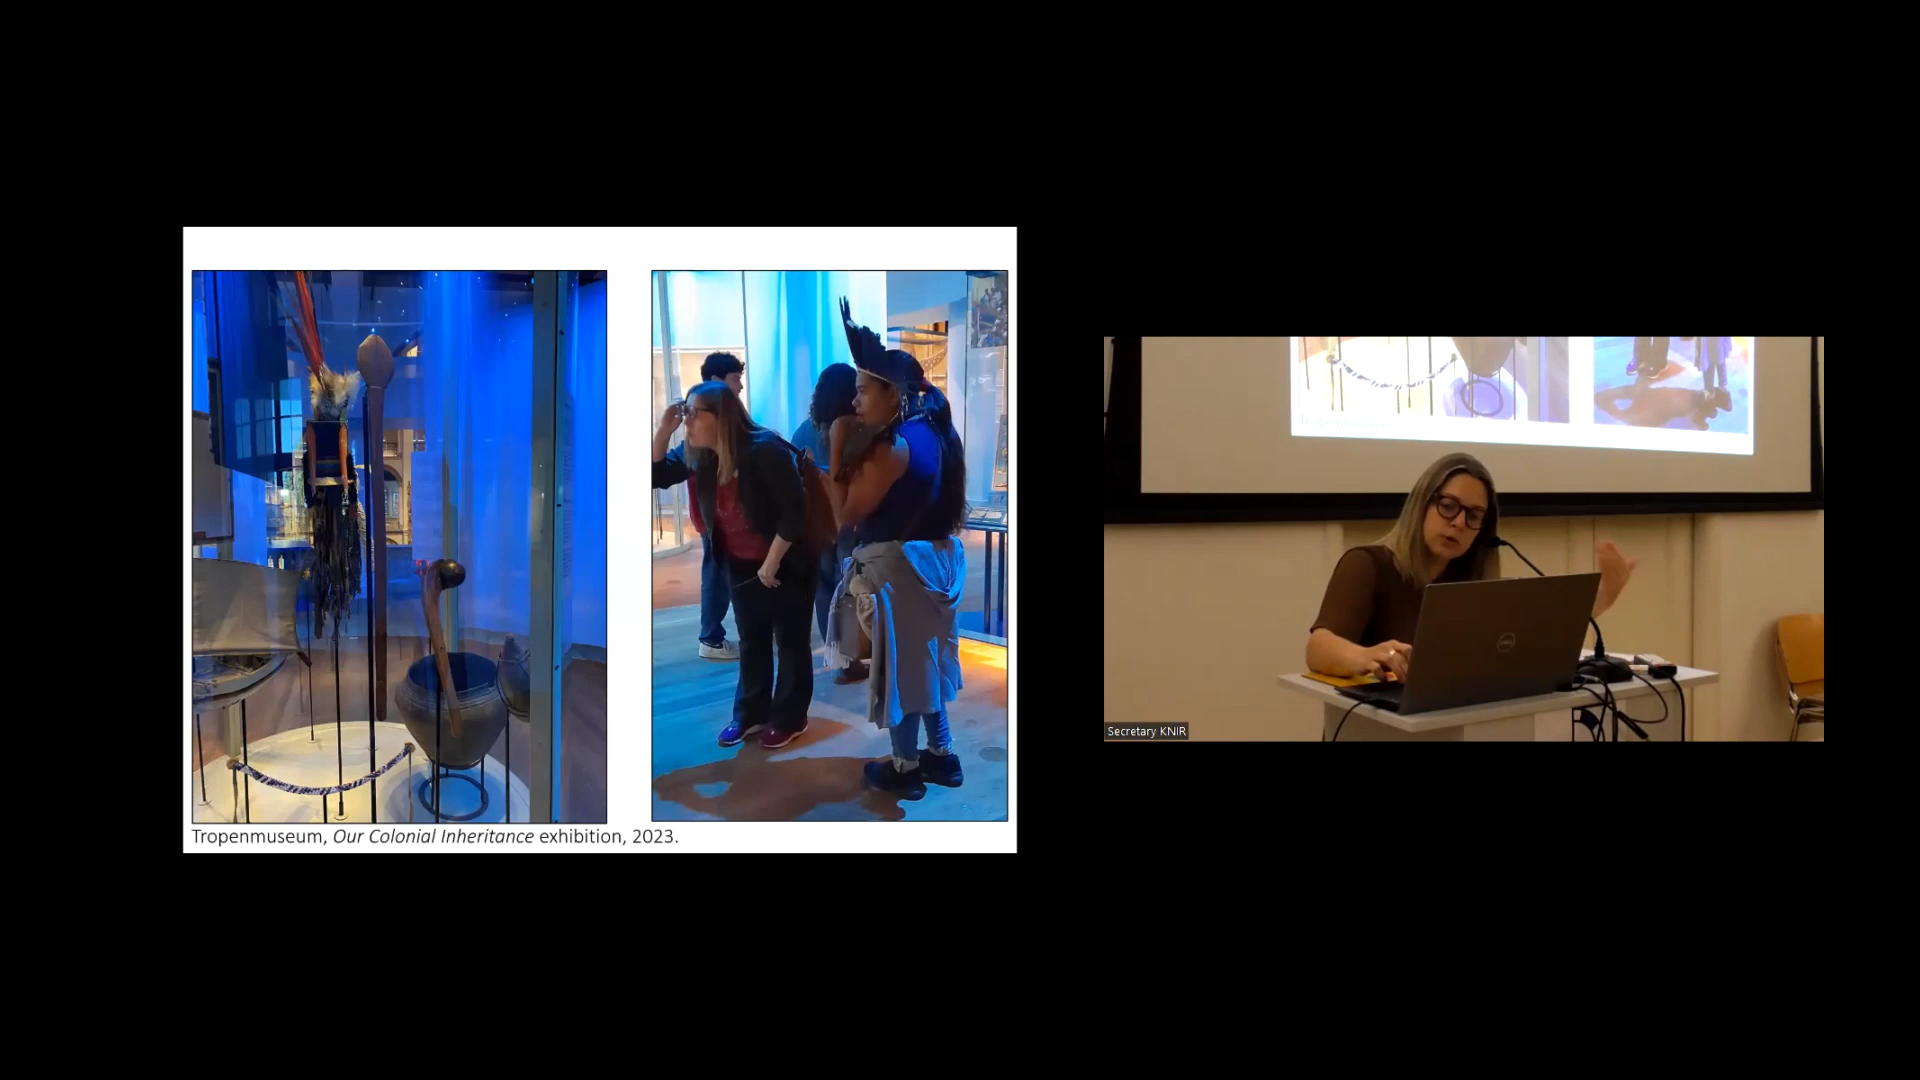 Tropenmuseum, Our Colonial Inheritance exhibition, 2023.
Secretary KNIR